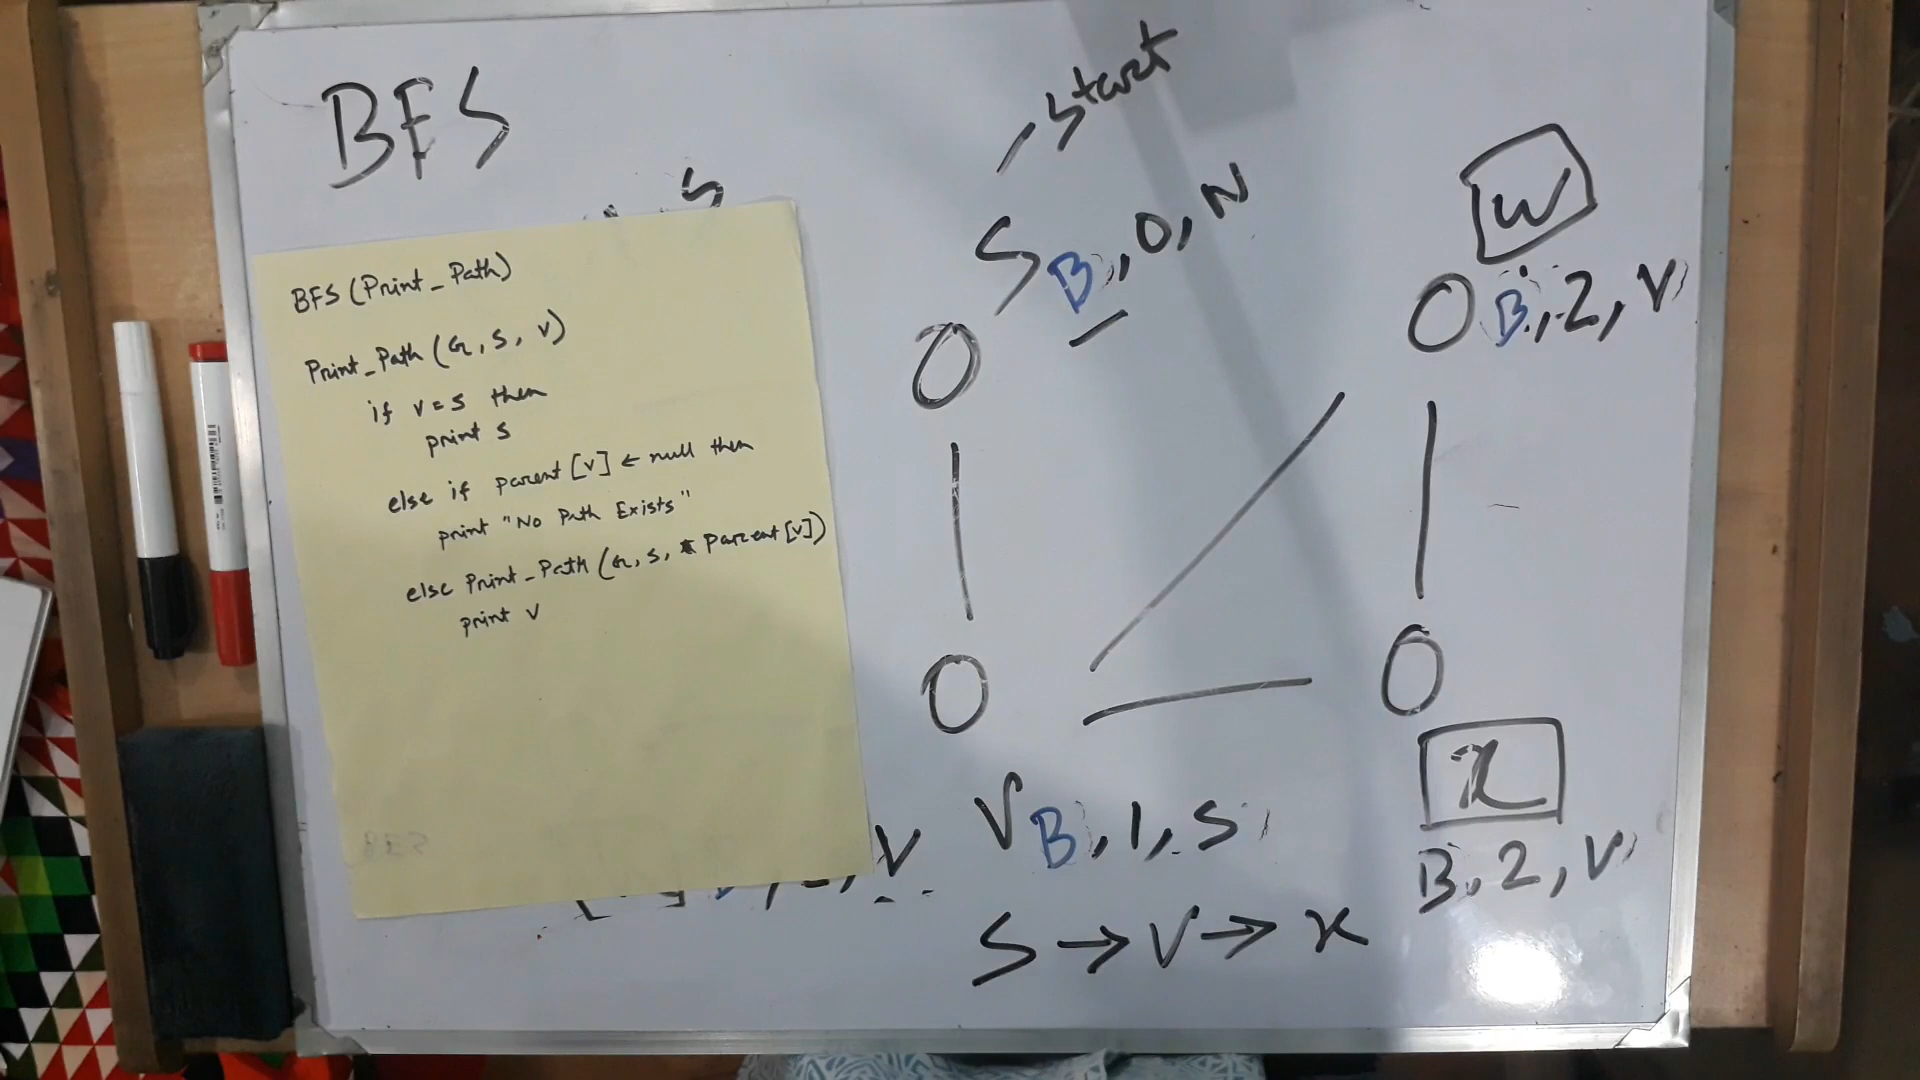 BFS
start
S B, 0, N
W
B, 2, V
BFS (Print_Path)
Print_Path (G, S, V)
if v = s then
print s
else if parent [v] ← null then
print "No Path Exists"
else Print_Path (G, S, Parent [v])
print v
V B, 1, S
x
B, 2, V
S → V → x